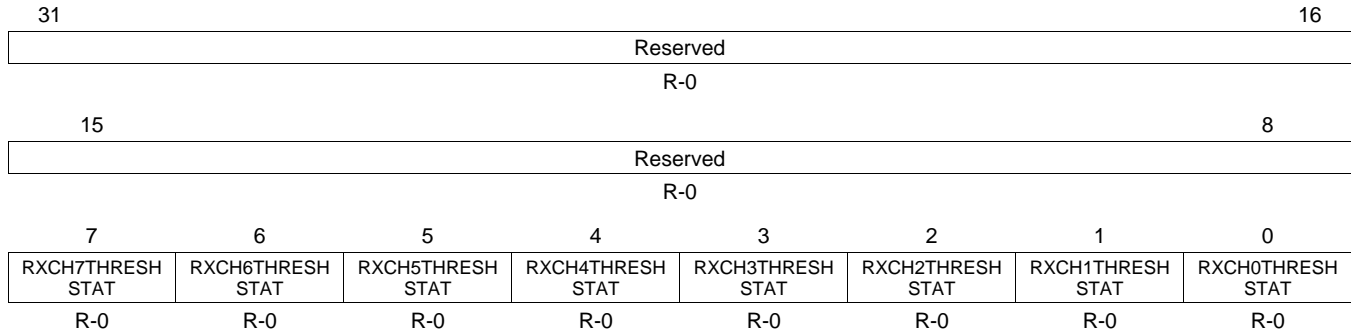 31 16
Reserved
R-0
15 8
Reserved
R-0
7 6 5 4 3 2 1 0
RXCH7THRESH RXCH6THRESH RXCH5THRESH RXCH4THRESH RXCH3THRESH RXCH2THRESH RXCH1THRESH RXCH0THRESH
STAT STAT STAT STAT STAT STAT STAT STAT
R-0 R-0 R-0 R-0 R-0 R-0 R-0 R-0